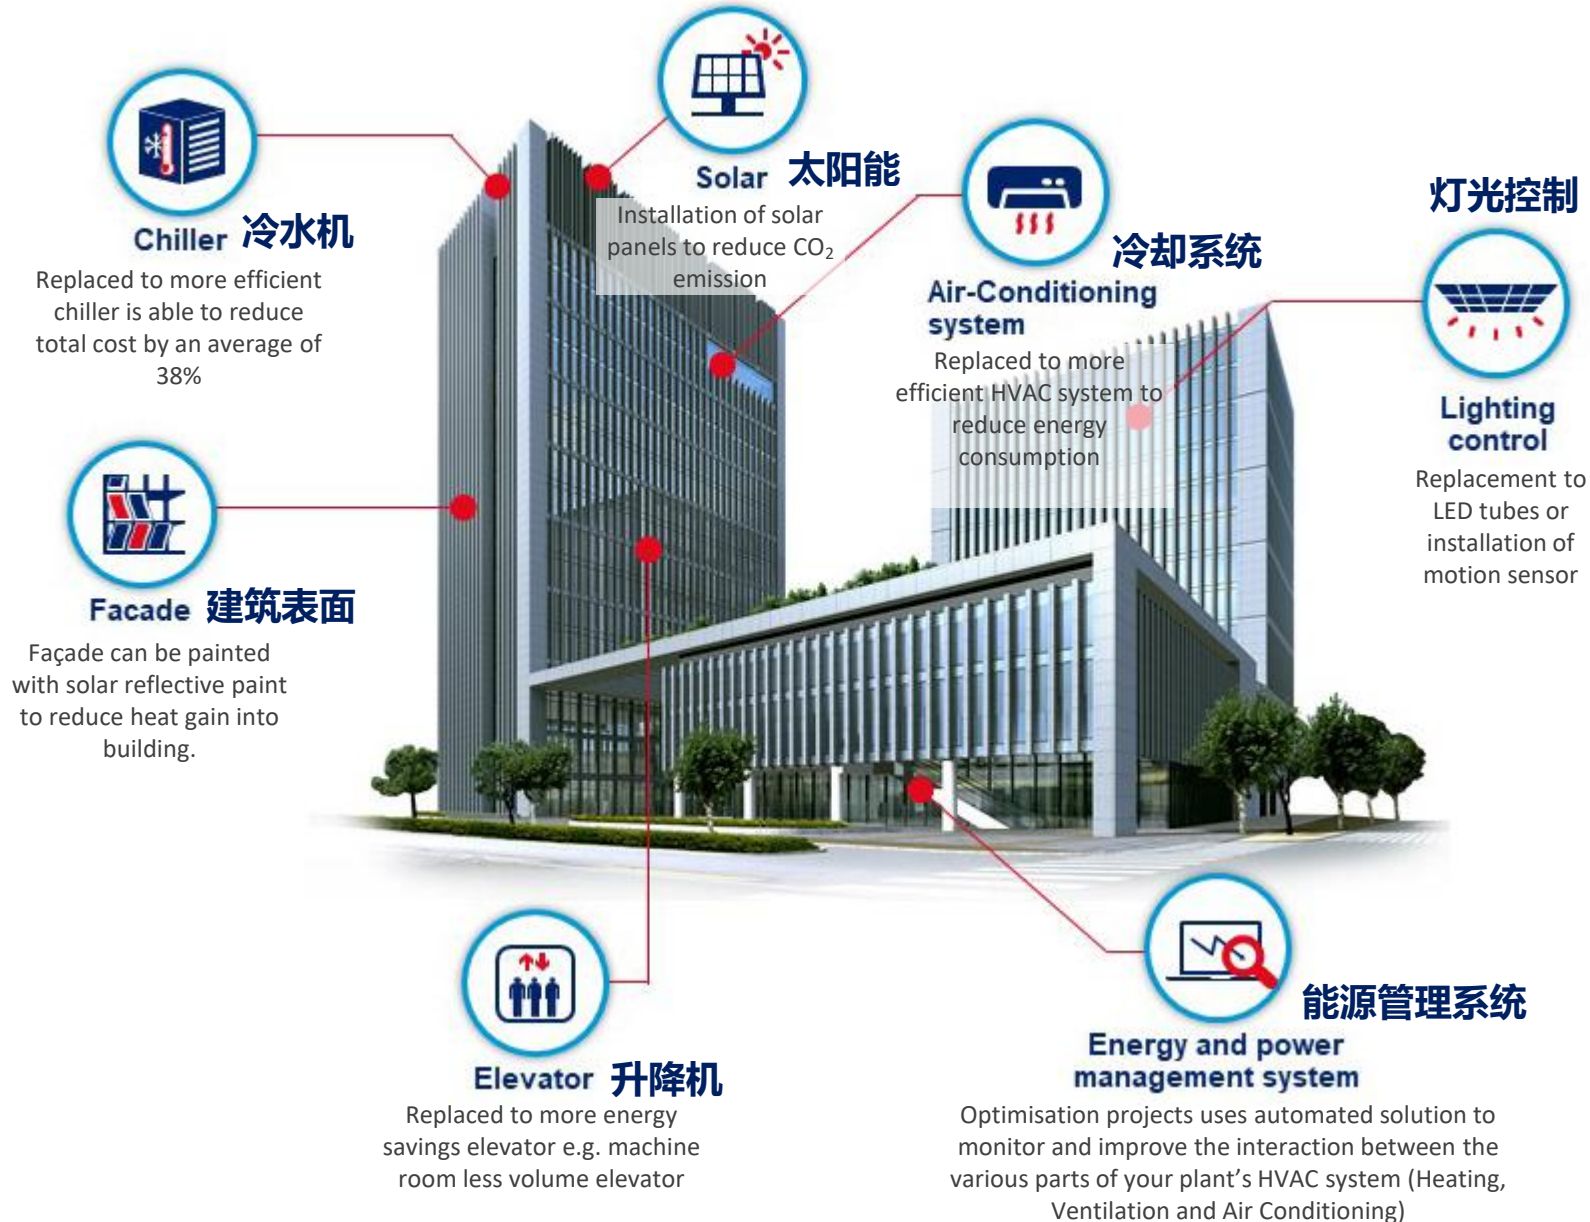 Solar 太阳能
Installation of solar
panels to reduce CO₂
emission
Chiller 冷水机
Replaced to more efficient
chiller is able to reduce
total cost by an average of
38%
冷却系统
Air-Conditioning
system
Replaced to more
efficient HVAC system to
reduce energy
consumption
灯光控制
Lighting
control
Replacement to
LED tubes or
installation of
motion sensor
Facade 建筑表面
Façade can be painted
with solar reflective paint
to reduce heat gain into
building.
Elevator 升降机
Replaced to more energy
savings elevator e.g. machine
room less volume elevator
能源管理系统
Energy and power
management system
Optimisation projects uses automated solution to
monitor and improve the interaction between the
various parts of your plant’s HVAC system (Heating,
Ventilation and Air Conditioning)